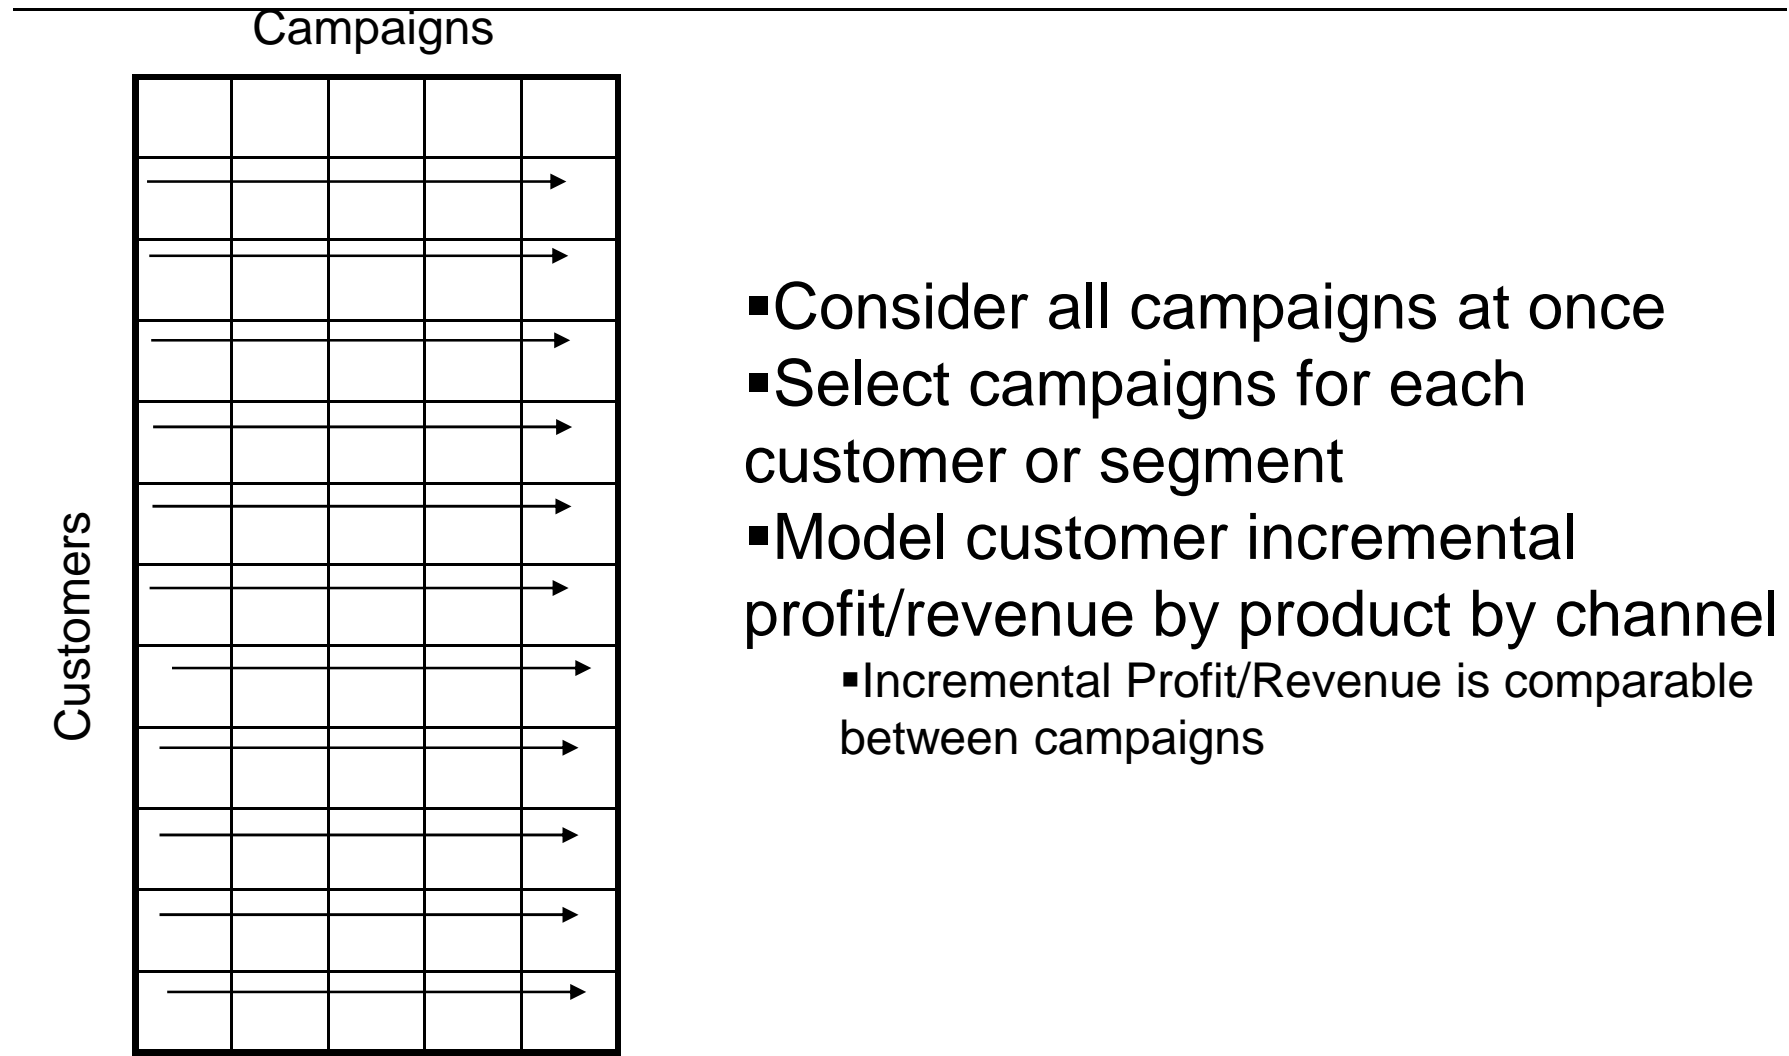 Campaigns
Customers
▪Consider all campaigns at once
▪Select campaigns for each
customer or segment
▪Model customer incremental
profit/revenue by product by channel
▪Incremental Profit/Revenue is comparable
between campaigns